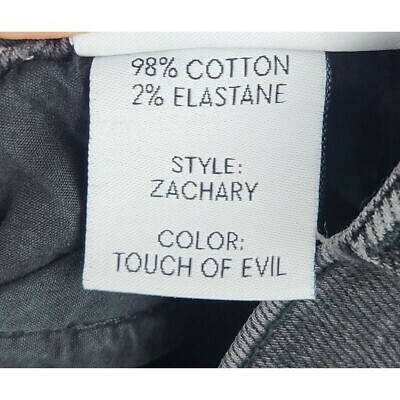 98% COTTON
2% ELASTANE
STYLE:
ZACHARY
COLOR:
TOUCH OF EVIL